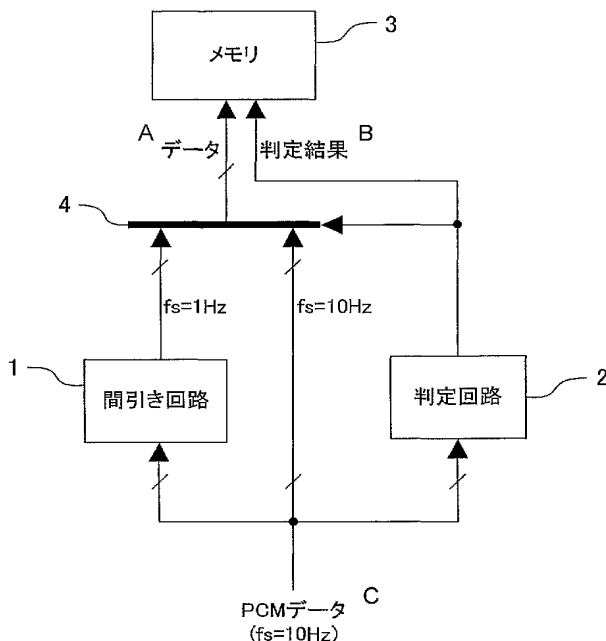 3
メモリ
A
データ
判定結果
B
4
fs=1Hz
fs=10Hz
1
間引き回路
判定回路
2
PCMデータ
C
(fs=10Hz)